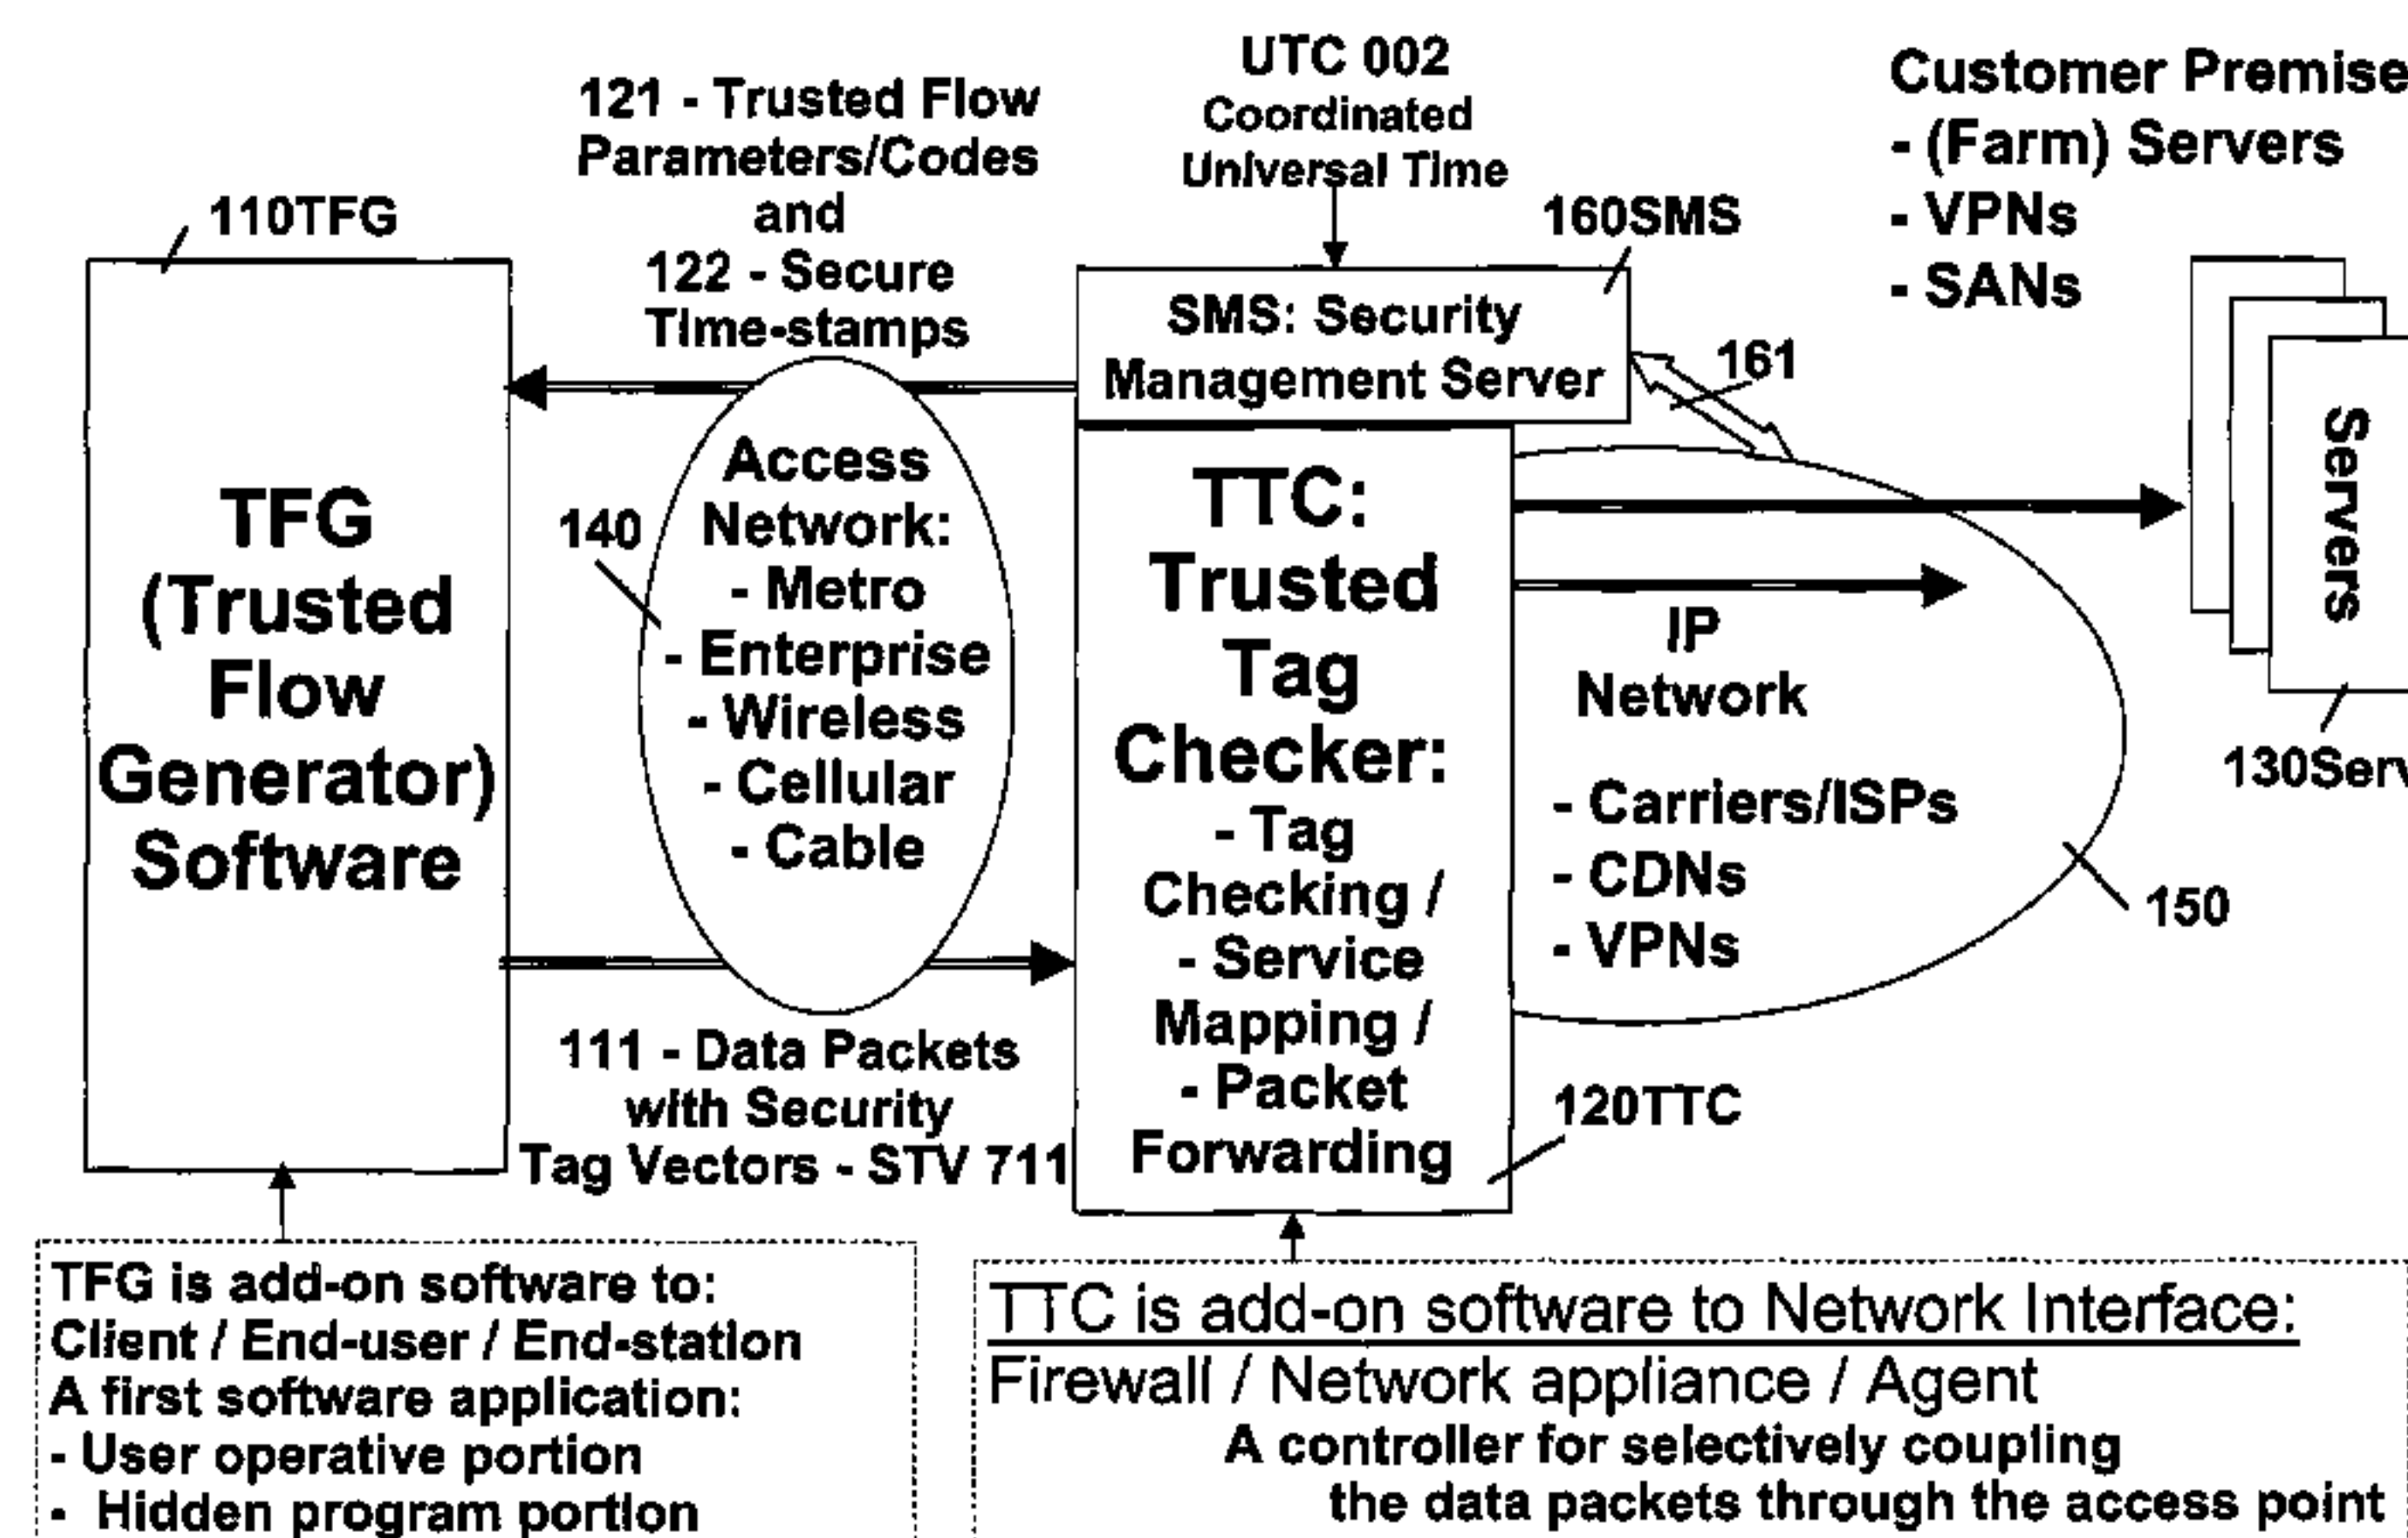 UTC 002
Coordinated
Universal Time
121 - Trusted Flow
Parameters/Codes
and
122 - Secure
Time-stamps
Customer Premise
- (Farm) Servers
- VPNs
- SANs
110TFG
160SMS
SMS: Security
Management Server
161
TFG
(Trusted
Flow
Generator)
Software
140
Access
Network:
- Metro
- Enterprise
- Wireless
- Cellular
- Cable
TTC:
Trusted
Tag
Checker:
- Tag
Checking /
- Service
Mapping /
- Packet
Forwarding
IP
Network
- Carriers/ISPs
- CDNs
- VPNs
Servers
130Serv
150
120TTC
111 - Data Packets
with Security
Tag Vectors - STV 711
TFG is add-on software to:
Client / End-user / End-station
A first software application:
- User operative portion
- Hidden program portion
TTC is add-on software to Network Interface:
Firewall / Network appliance / Agent
A controller for selectively coupling
the data packets through the access point